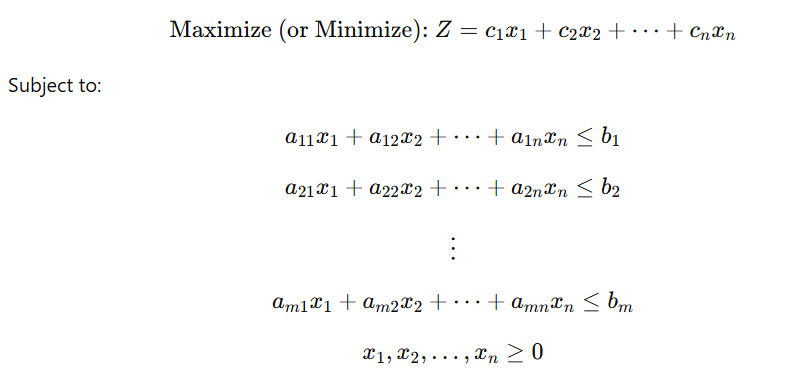 Maximize (or Minimize): Z = c₁x₁ + c₂x₂ + ⋯ + cₙxₙ
Subject to:
a₁₁x₁ + a₁₂x₂ + ⋯ + a₁ₙxₙ ≤ b₁
a₂₁x₁ + a₂₂x₂ + ⋯ + a₂ₙxₙ ≤ b₂
⋮
aₘ₁x₁ + aₘ₂x₂ + ⋯ + aₘₙxₙ ≤ bₘ
x₁, x₂, …, xₙ ≥ 0